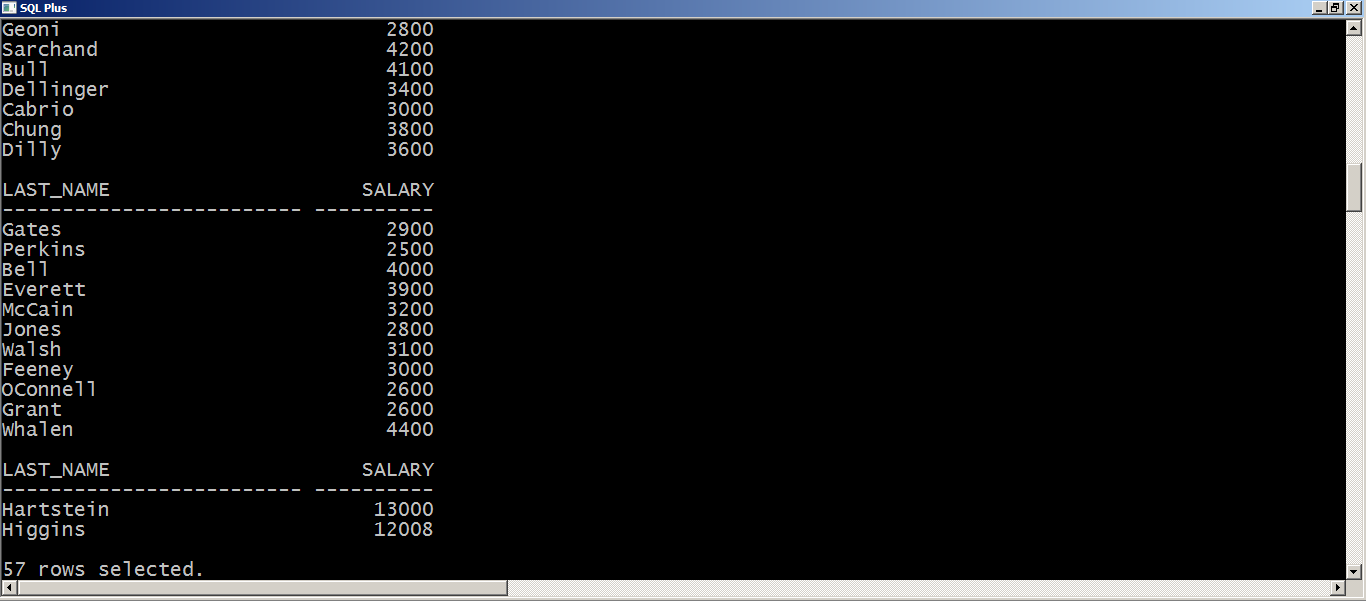 SQL Plus
Geoni 2800
Sarchand 4200
Bull 4100
Dellinger 3400
Cabrio 3000
Chung 3800
Dilly 3600
LAST_NAME SALARY
------------------------- ----------
Gates 2900
Perkins 2500
Bell 4000
Everett 3900
McCain 3200
Jones 2800
Walsh 3100
Feeney 3000
OConnell 2600
Grant 2600
Whalen 4400
LAST_NAME SALARY
------------------------- ----------
Hartstein 13000
Higgins 12008
57 rows selected.